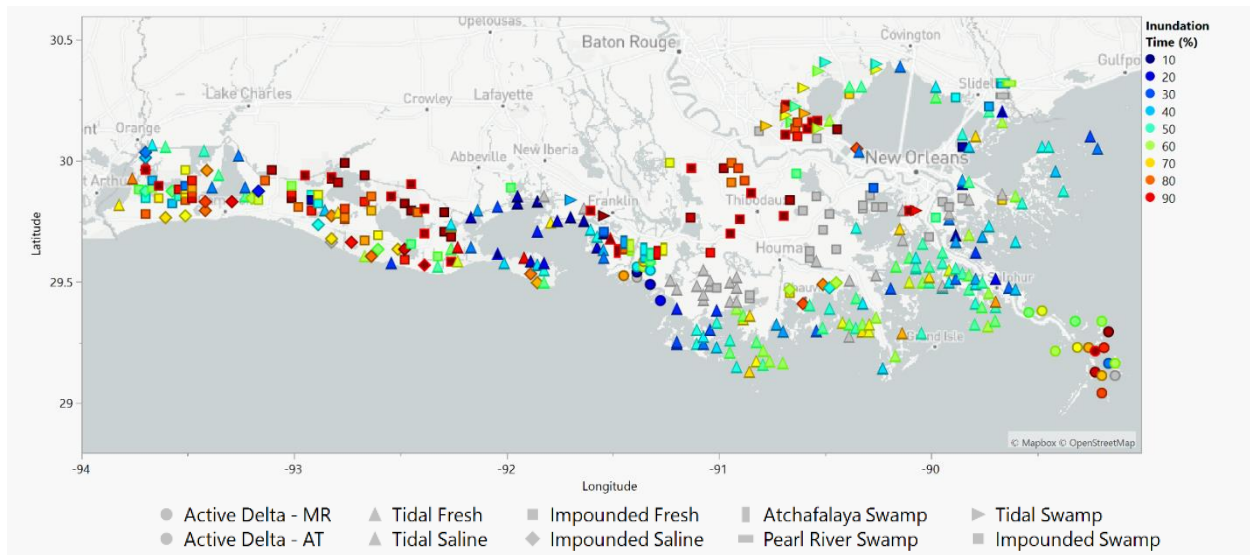 Inundation
Time (%)
10
20
30
40
50
60
70
80
90
30.5
30
29.5
29
Latitude
Opelousas
Baton Rouge
Covington
Gulfpo
Lake Charles
Crowley
Lafayette
Slidell
Orange
Abbeville
New Iberia
New Orleans
Franklin
Thibodaux
Houma
Grand Isle
© Mapbox © OpenStreetMap
-94
-93
-92
-91
-90
Longitude
Active Delta - MR
Tidal Fresh
Impounded Fresh
Atchafalaya Swamp
Tidal Swamp
Active Delta - AT
Tidal Saline
Impounded Saline
Pearl River Swamp
Impounded Swamp